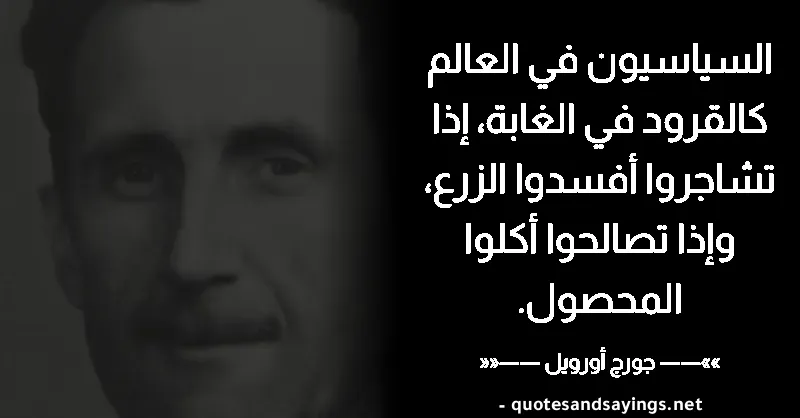 السياسيون في العالم
كالقرود في الغابة، إذا
تشاجروا أفسدوا الزرع،
وإذا تصالحوا أكلوا
المحصول.
»»—— جورج أورويل ——««
- quotesandsayings.net